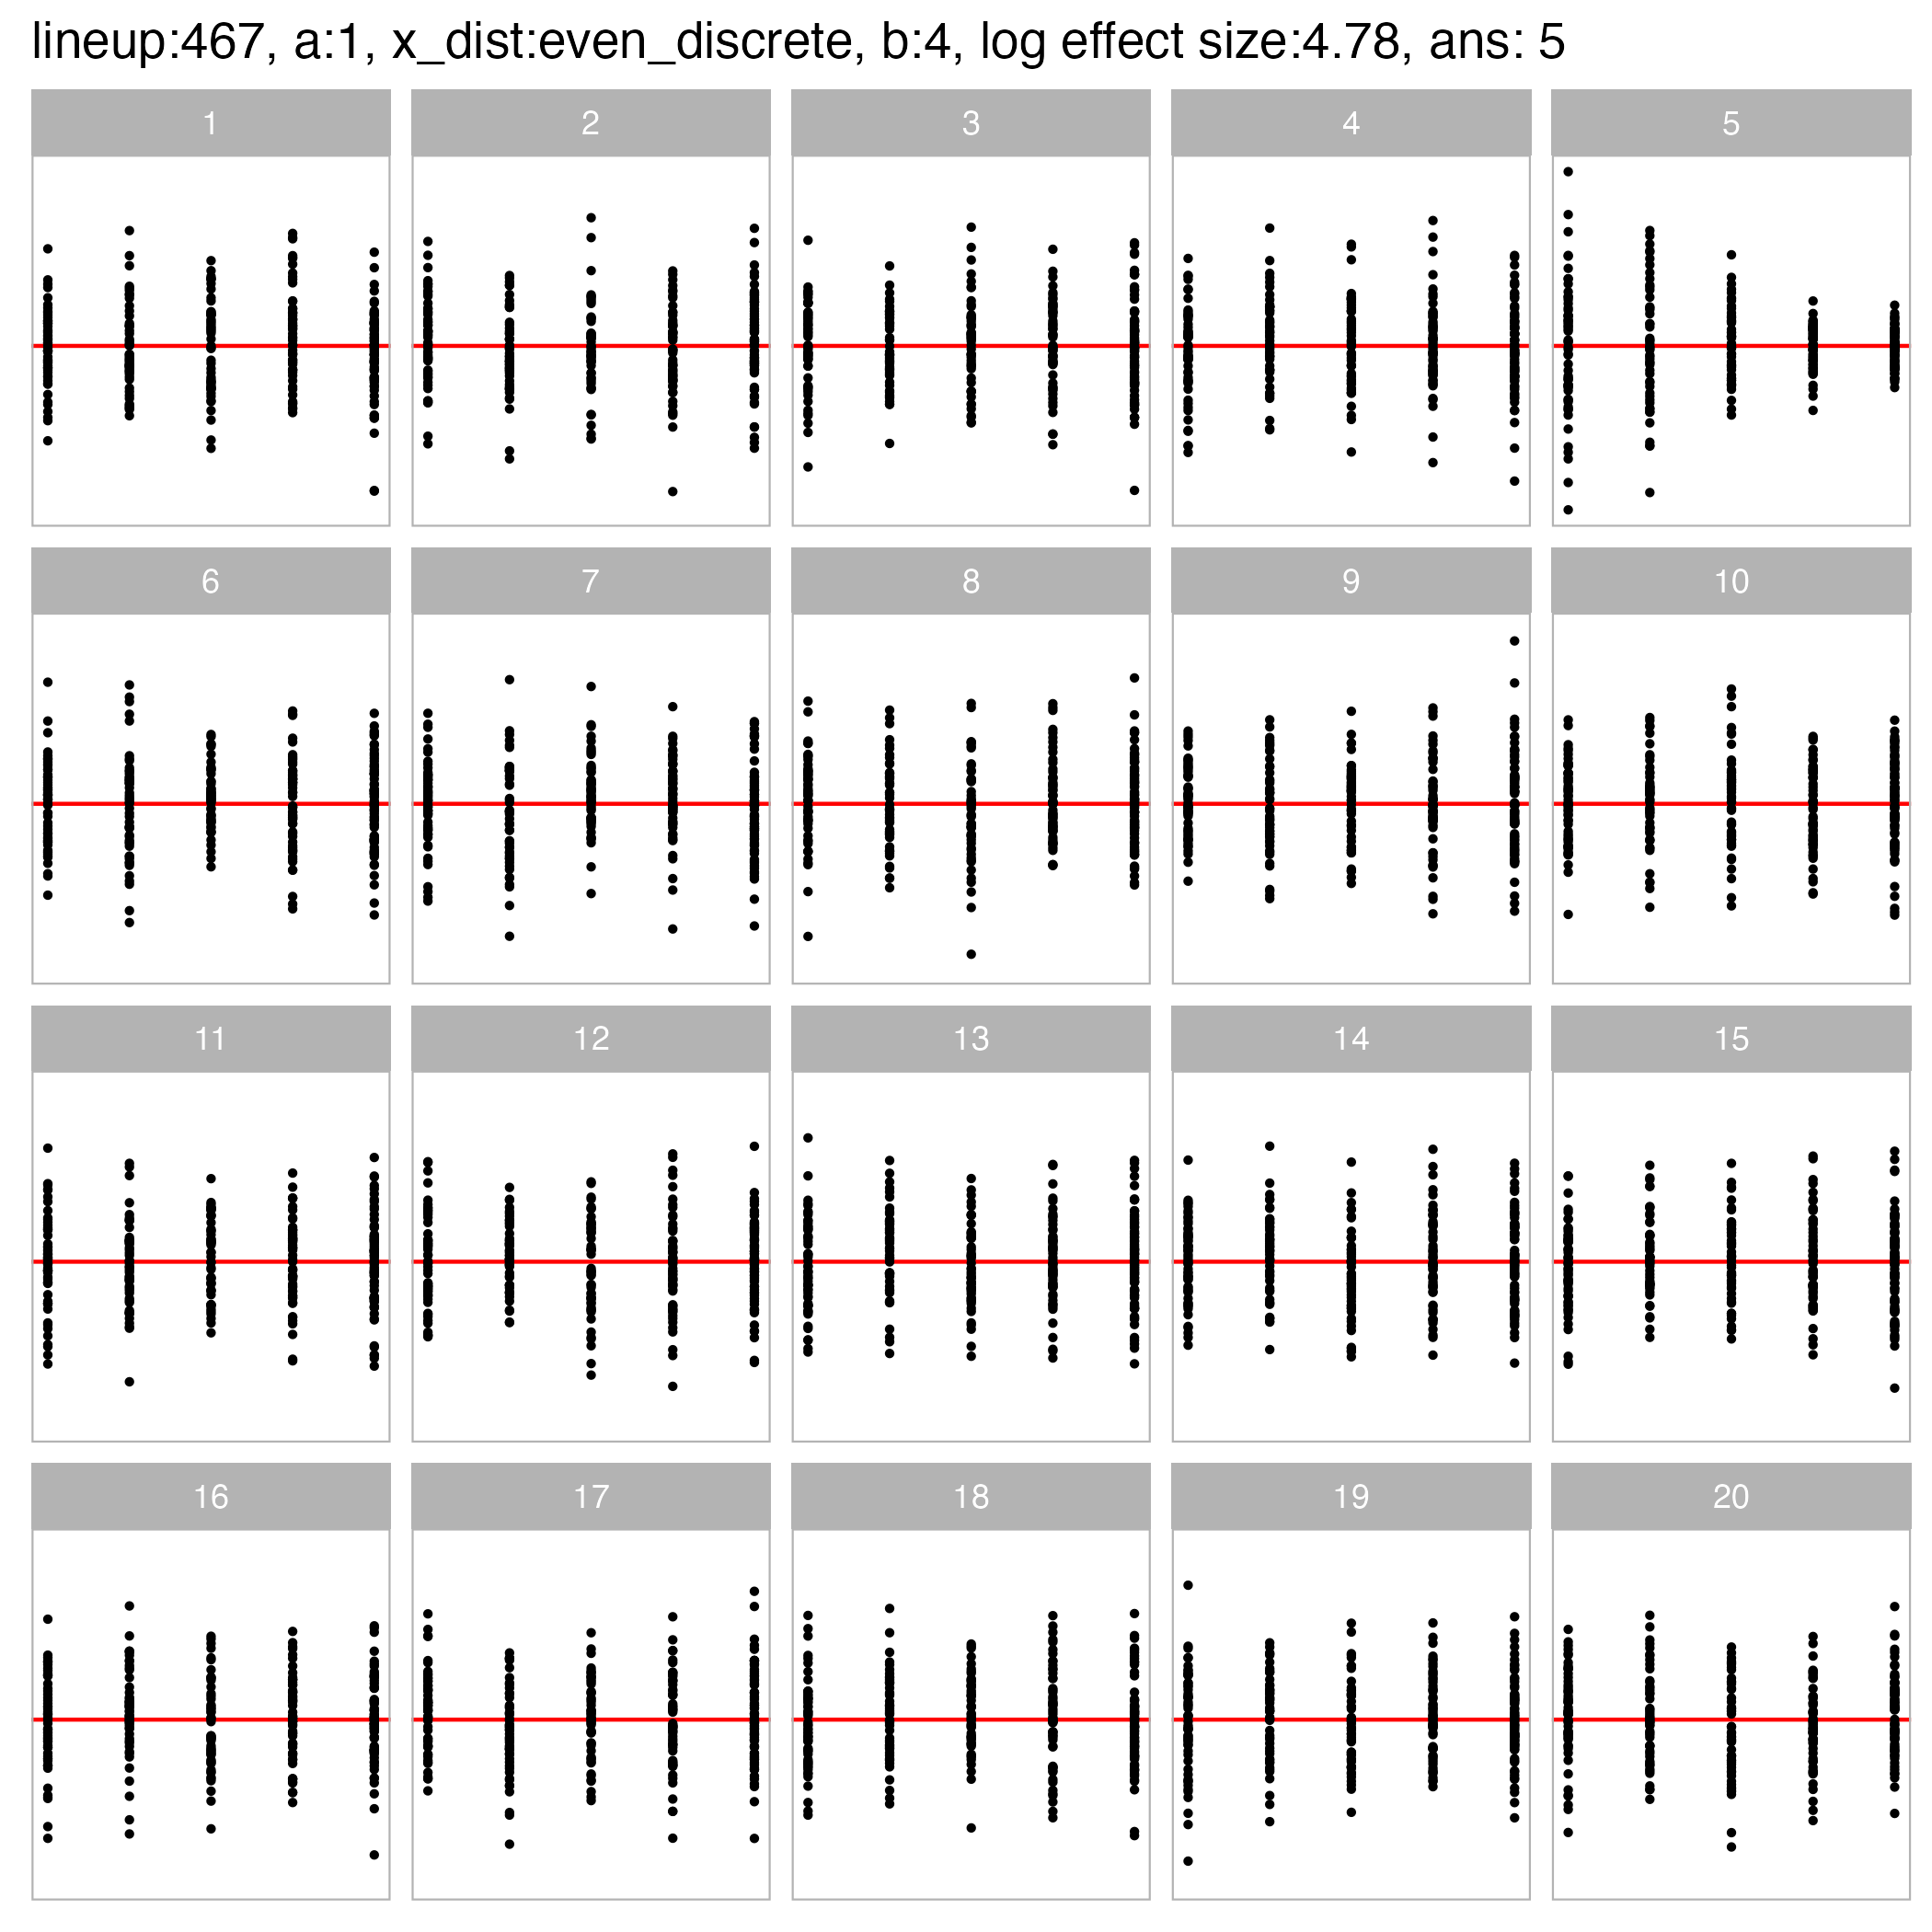 lineup:467, a:1, x_dist:even_discrete, b:4, log effect size:4.78, ans: 5
1 2 3 4 5
6 7 8 9 10
11 12 13 14 15
16 17 18 19 20